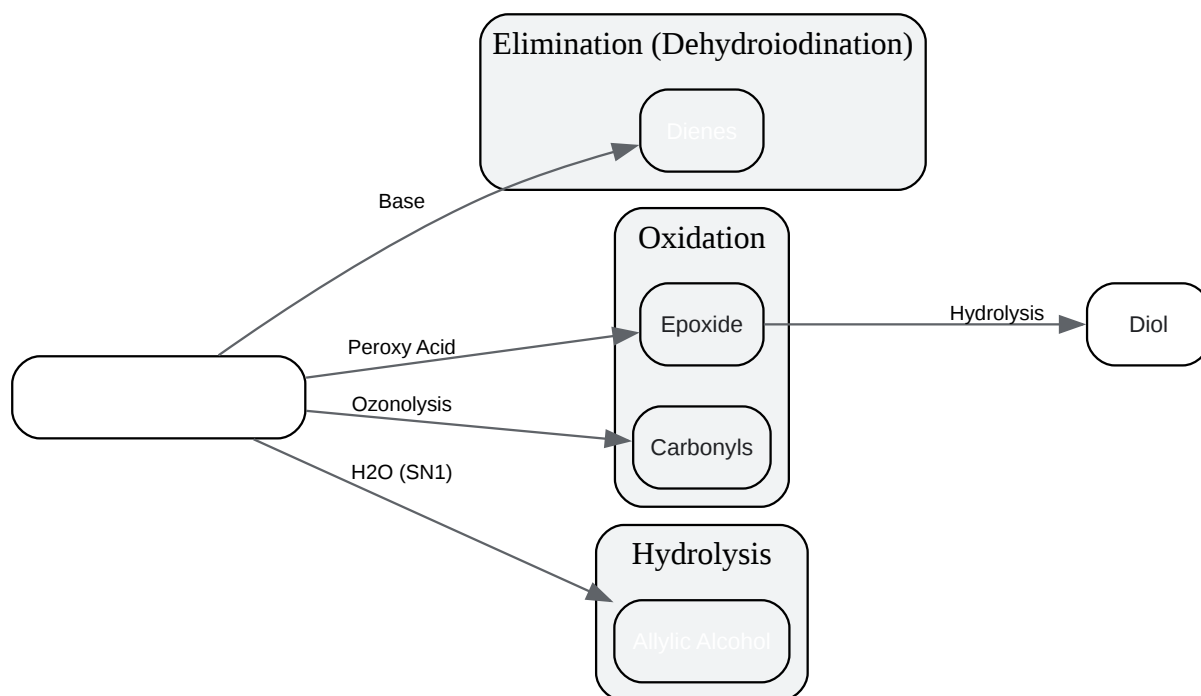 Elimination (Dehydroiodination)
Dienes
Base
Oxidation
Epoxide
Hydrolysis
Diol
Peroxy Acid
Ozonolysis
Carbonyls
H2O (SN1)
Hydrolysis
Allylic Alcohol